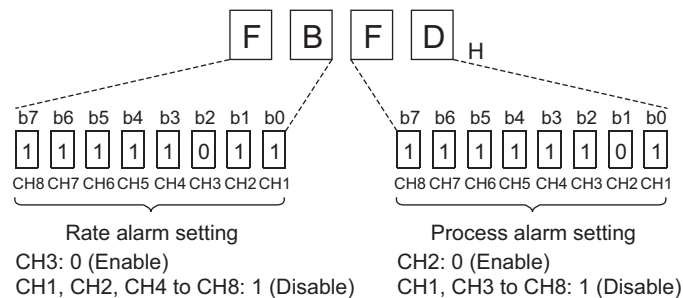 F B F D H
b7 b6 b5 b4 b3 b2 b1 b0 b7 b6 b5 b4 b3 b2 b1 b0
1 1 1 1 1 0 1 1 1 1 1 1 1 1 0 1
CH8 CH7 CH6 CH5 CH4 CH3 CH2 CH1 CH8 CH7 CH6 CH5 CH4 CH3 CH2 CH1
Rate alarm setting
CH3: 0 (Enable)
CH1, CH2, CH4 to CH8: 1 (Disable)
Process alarm setting
CH2: 0 (Enable)
CH1, CH3 to CH8: 1 (Disable)